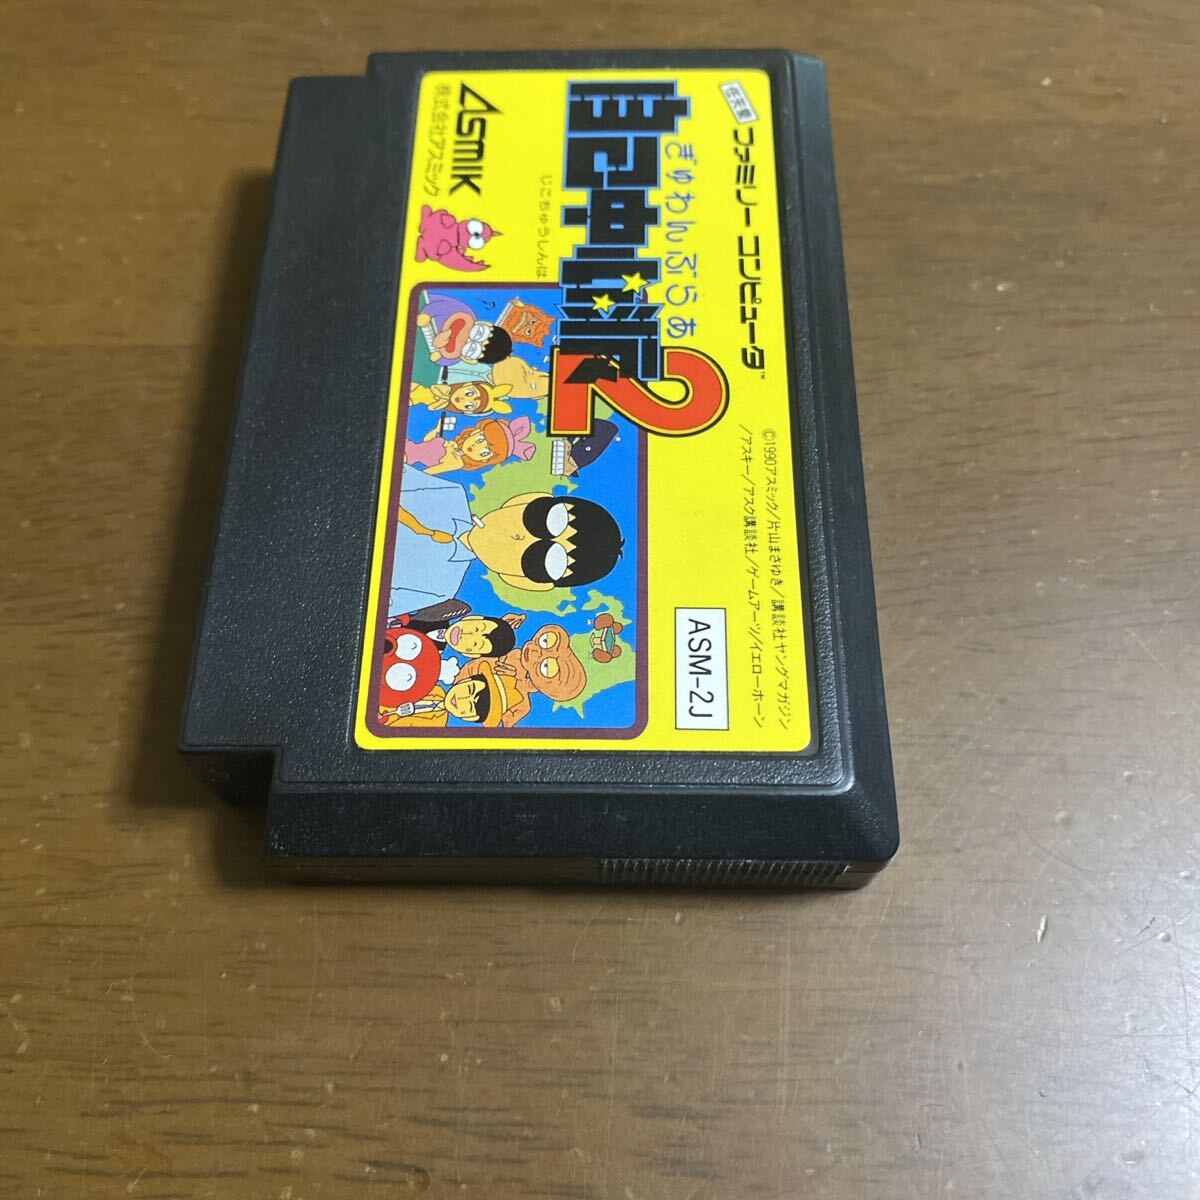 任天堂
ファミリー コンピュータ™
ぎゅわんぶらあ
自己中心派2
じこちゅうしんは
ASMIK
株式会社アスミック
©1990アスミック/片山まさゆき/講談社ヤングマガジン
/アスキー/アスク講談社/ゲームアーツ/イエローホーン
ASM-2J